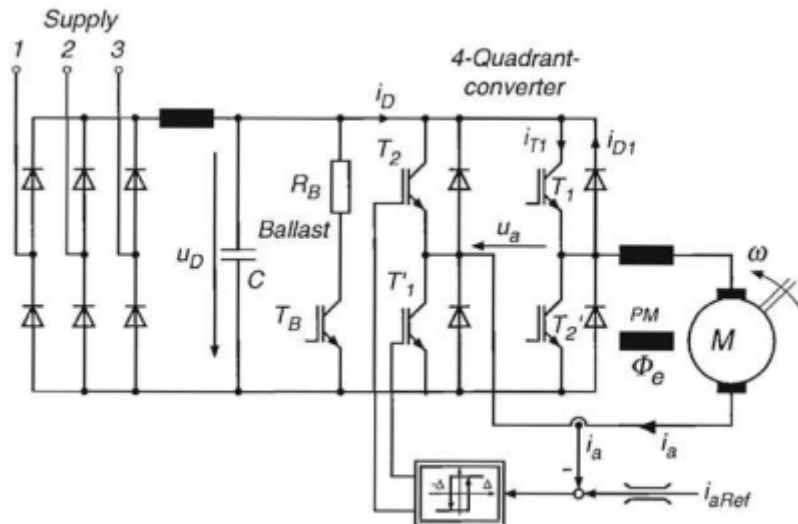 Supply
1 2 3
4-Quadrant-
converter
i_D
T_2
i_T1
i_D1
R_B
T_1
Ballast
u_a
u_D
C
T'_1
ω
T_B
T_2'
PM
M
Φ_e
i_a
i_a
-
-Δ Δ
i_aRef